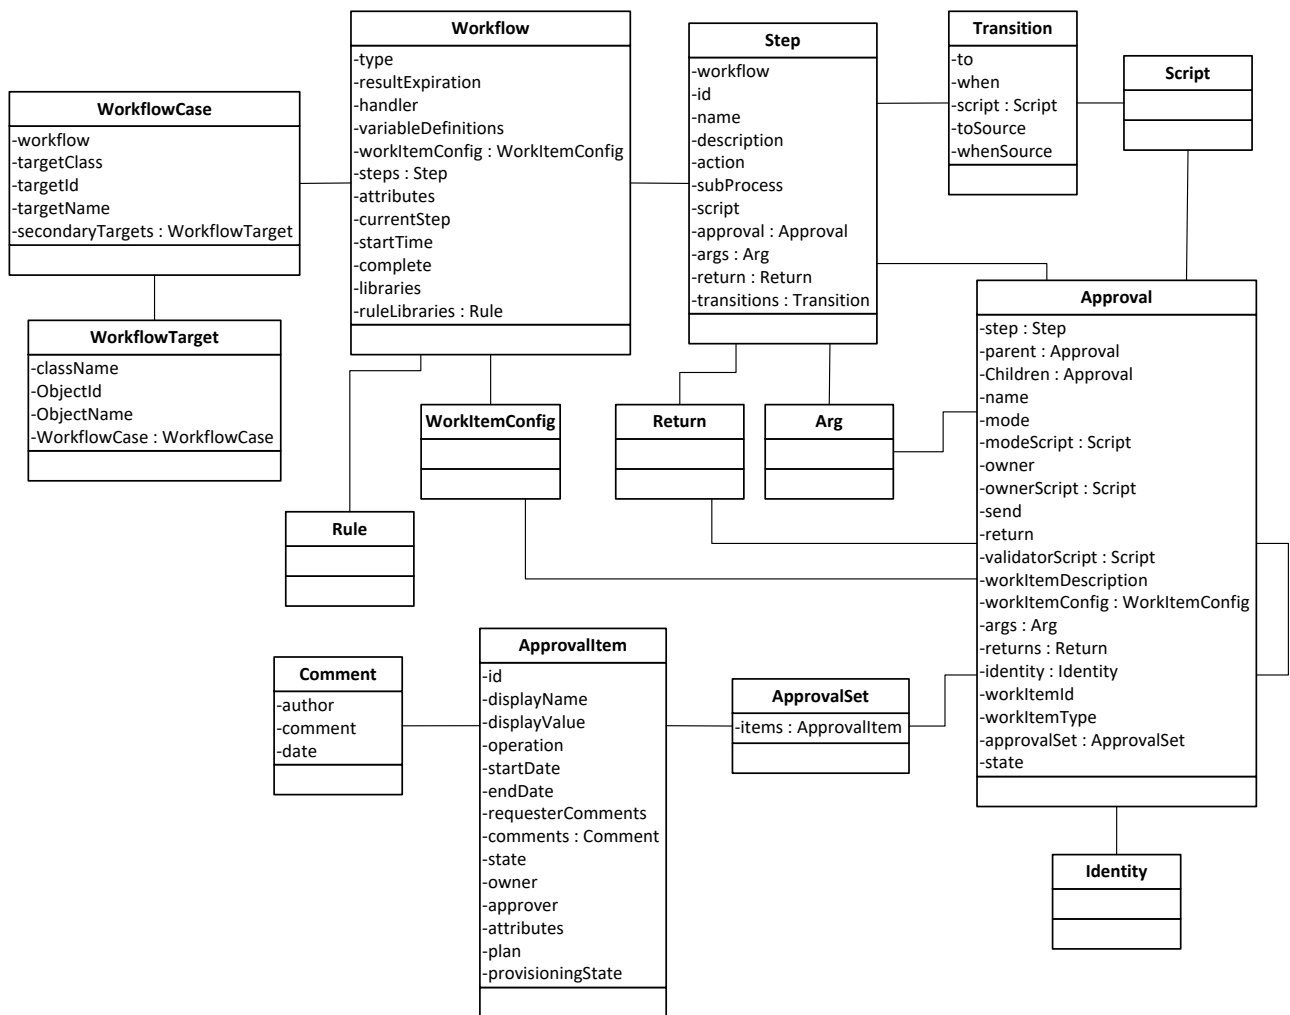 Workflow
-type
-resultExpiration
-handler
-variableDefinitions
-workItemConfig : WorkItemConfig
-steps : Step
-attributes
-currentStep
-startTime
-complete
-libraries
-ruleLibraries : Rule
Step
-workflow
-id
-name
-description
-action
-subProcess
-script
-approval : Approval
-args : Arg
-return : Return
-transitions : Transition
Transition
-to
-when
-script : Script
-toSource
-whenSource
Script
WorkflowCase
-workflow
-targetClass
-targetId
-targetName
-secondaryTargets : WorkflowTarget
WorkflowTarget
-className
-ObjectId
-ObjectName
-WorkflowCase : WorkflowCase
WorkItemConfig
Return
Arg
Rule
Approval
-step : Step
-parent : Approval
-Children : Approval
-name
-mode
-modeScript : Script
-owner
-ownerScript : Script
-send
-return
-validatorScript : Script
-workItemDescription
-workItemConfig : WorkItemConfig
-args : Arg
-returns : Return
-identity : Identity
-workItemId
-workItemType
-approvalSet : ApprovalSet
-state
Comment
-author
-comment
-date
ApprovalItem
-id
-displayName
-displayValue
-operation
-startDate
-endDate
-requesterComments
-comments : Comment
-state
-owner
-approver
-attributes
-plan
-provisioningState
ApprovalSet
-items : ApprovalItem
Identity